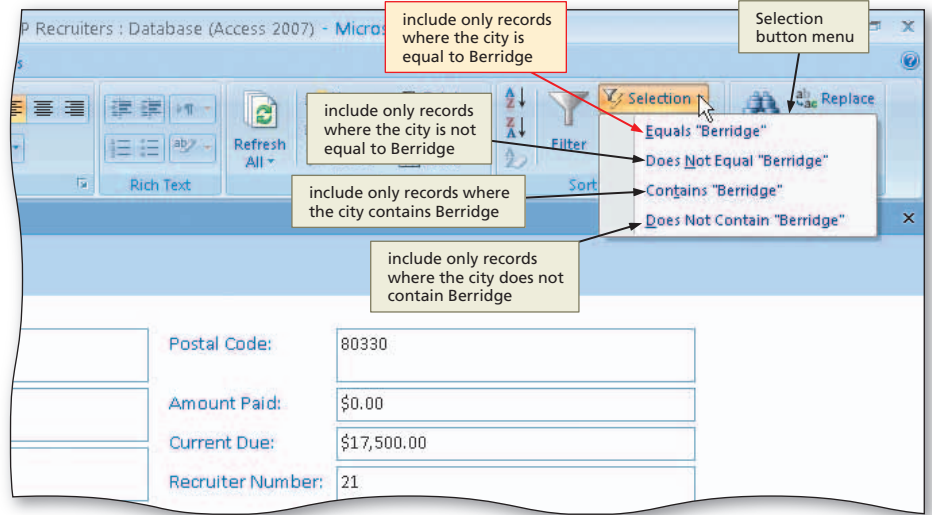 P Recruiters : Database (Access 2007) - Micros
include only records
where the city is
equal to Berridge
Selection
button menu
s
include only records
where the city is not
equal to Berridge
include only records where
the city contains Berridge
include only records
where the city does not
contain Berridge
Refresh
All
Rich Text
Filter
Sort
Selection
Replace
Equals "Berridge"
Does Not Equal "Berridge"
Contains "Berridge"
Does Not Contain "Berridge"
Postal Code: 80330
Amount Paid: $0.00
Current Due: $17,500.00
Recruiter Number: 21